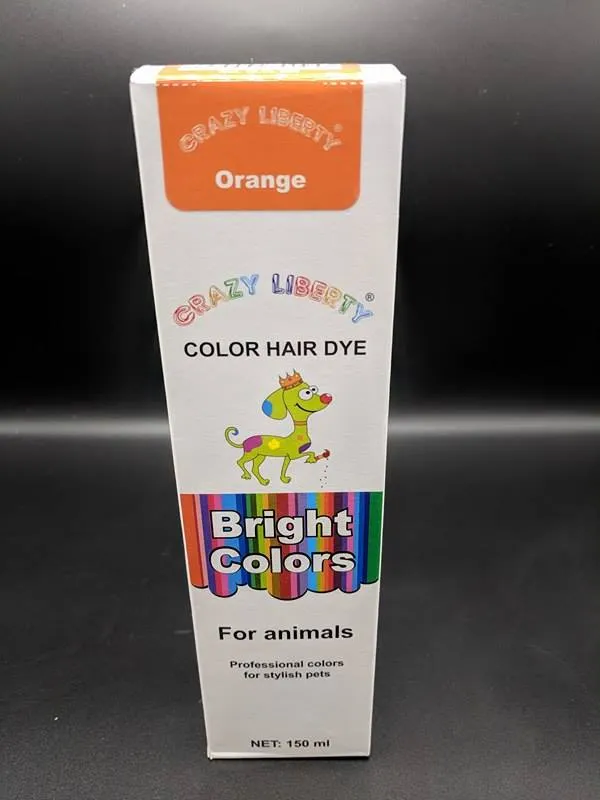 CRAZY LIBERTY®
Orange
CRAZY LIBERTY®
COLOR HAIR DYE
Bright
Colors
For animals
Professional colors
for stylish pets
NET: 150 ml